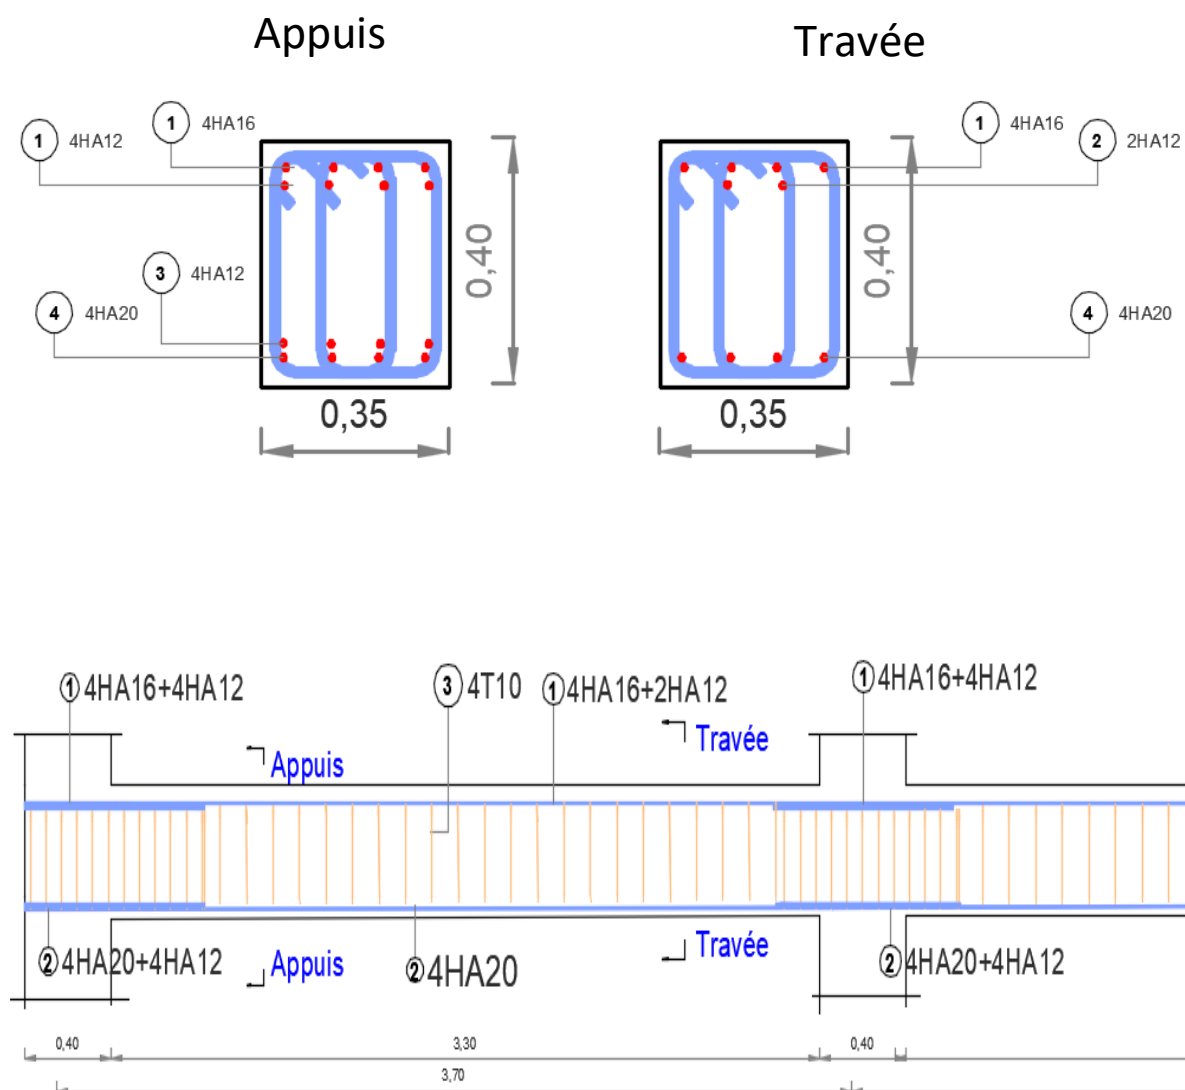 Appuis
Travée
1 4HA12
1 4HA16
3 4HA12
4 4HA20
0,40
0,35
1 4HA16
2 2HA12
4 4HA20
0,40
0,35
1 4HA16+4HA12
3 4T10
1 4HA16+2HA12
1 4HA16+4HA12
Appuis
Travée
2 4HA20+4HA12
Appuis
2 4HA20
Travée
2 4HA20+4HA12
0,40
3,30
0,40
3,70